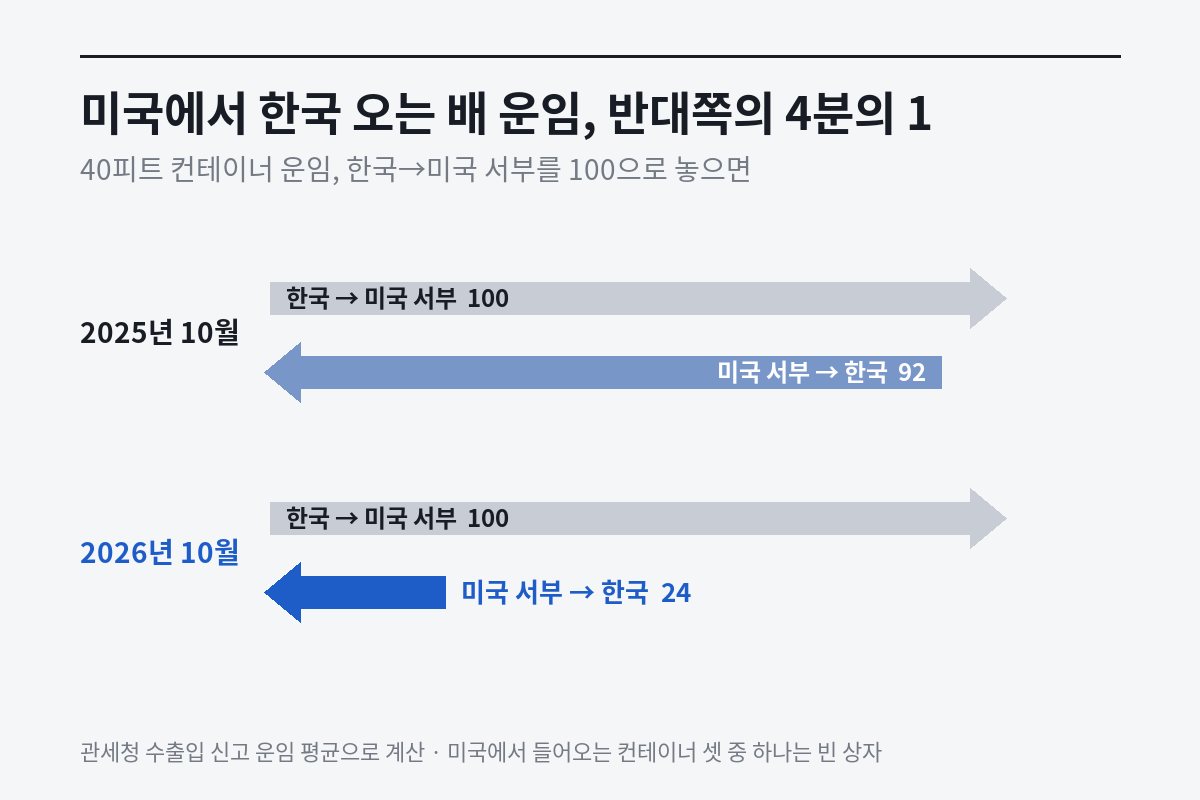 미국에서 한국 오는 배 운임, 반대쪽의 4분의 1
40피트 컨테이너 운임, 한국→미국 서부를 100으로 놓으면
한국 → 미국 서부 100
2025년 10월
미국 서부 → 한국 92
한국 → 미국 서부 100
2026년 10월
미국 서부 → 한국 24
관세청 수출입 신고 운임 평균으로 계산 · 미국에서 들어오는 컨테이너 셋 중 하나는 빈 상자